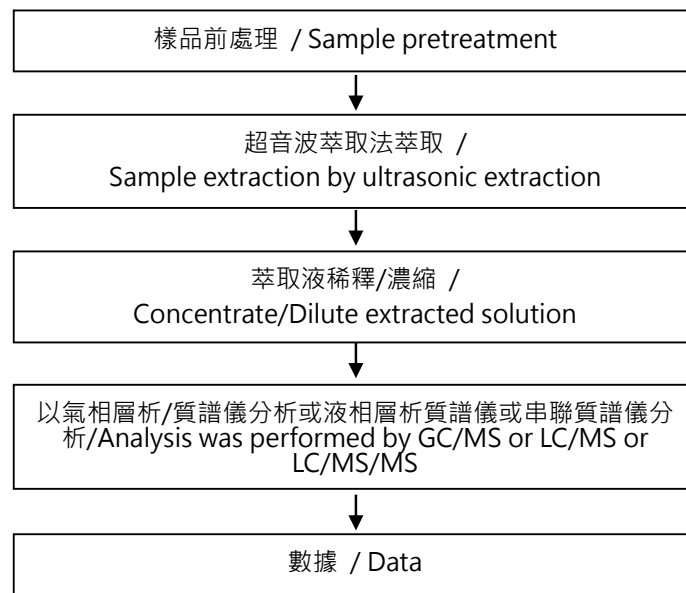 樣品前處理 / Sample pretreatment
超音波萃取法萃取 /
Sample extraction by ultrasonic extraction
萃取液稀釋/濃縮 /
Concentrate/Dilute extracted solution
以氣相層析/質譜儀分析或液相層析質譜儀或串聯質譜儀分
析/Analysis was performed by GC/MS or LC/MS or
LC/MS/MS
數據 / Data